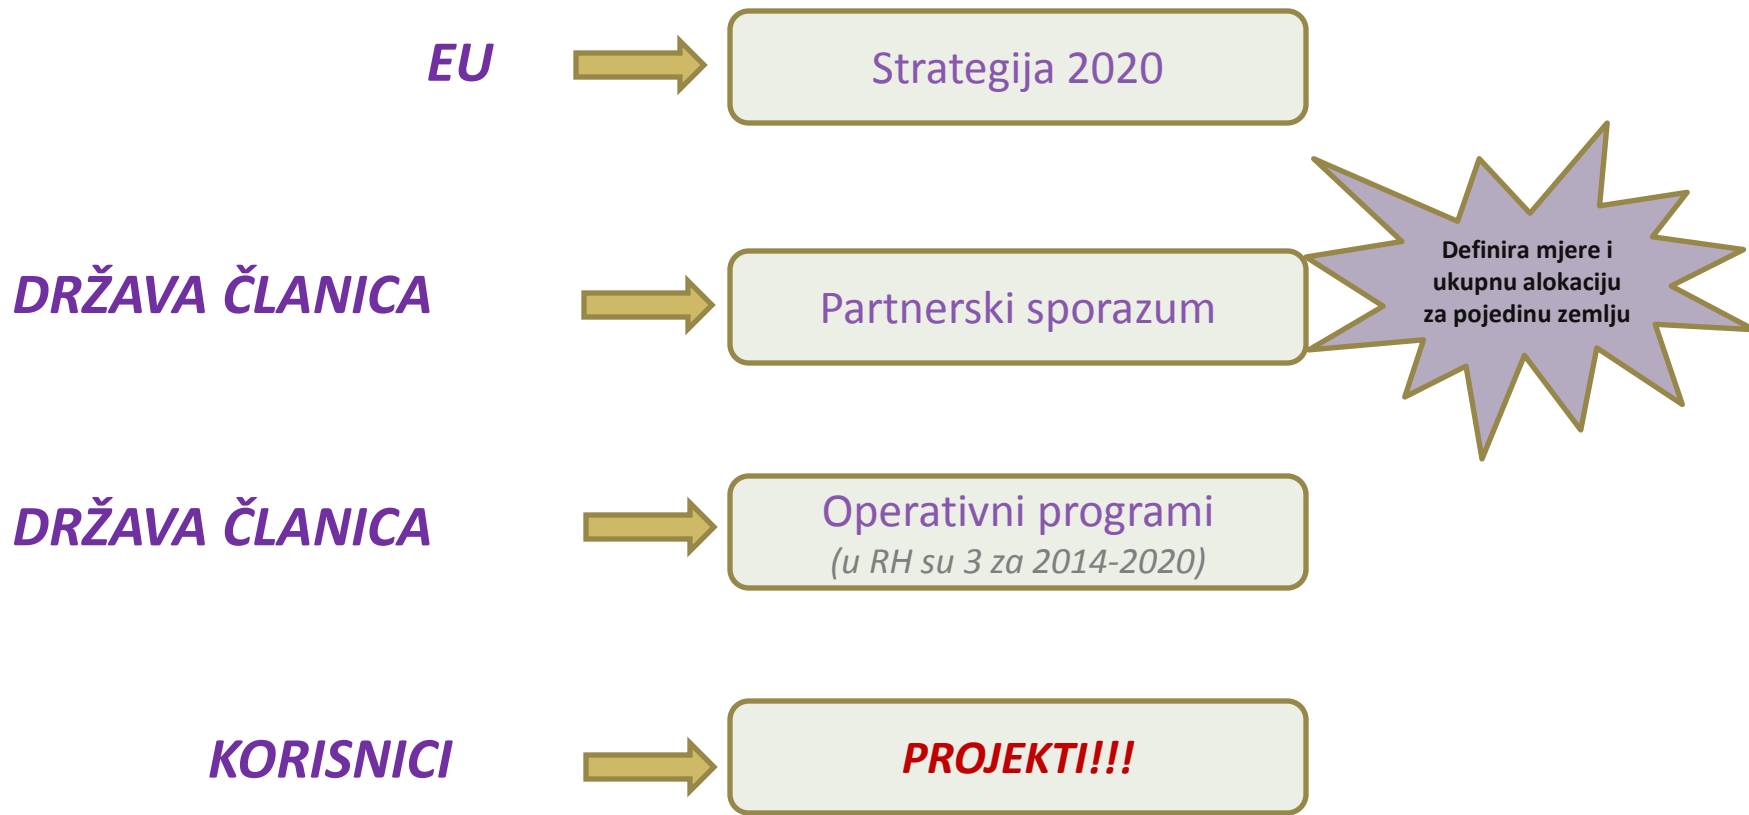 EU
Strategija 2020
DRŽAVA ČLANICA
Partnerski sporazum
Definira mjere i
ukupnu alokaciju
za pojedinu zemlju
DRŽAVA ČLANICA
Operativni programi
(u RH su 3 za 2014-2020)
KORISNICI
PROJEKTI!!!